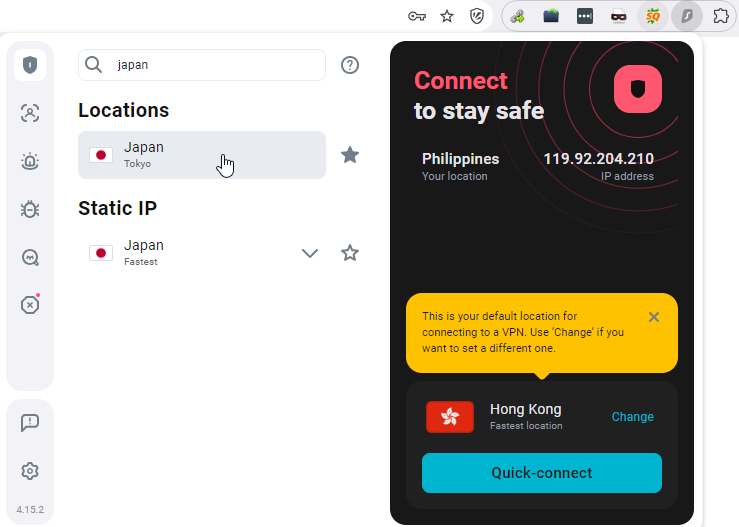 japan
Locations
Japan
Tokyo
Static IP
Japan
Fastest
4.15.2
SQ
Connect
to stay safe
Philippines 119.92.204.210
Your location IP address
This is your default location for
connecting to a VPN. Use ‘Change’ if you
want to set a different one.
Hong Kong
Fastest location
Change
Quick-connect